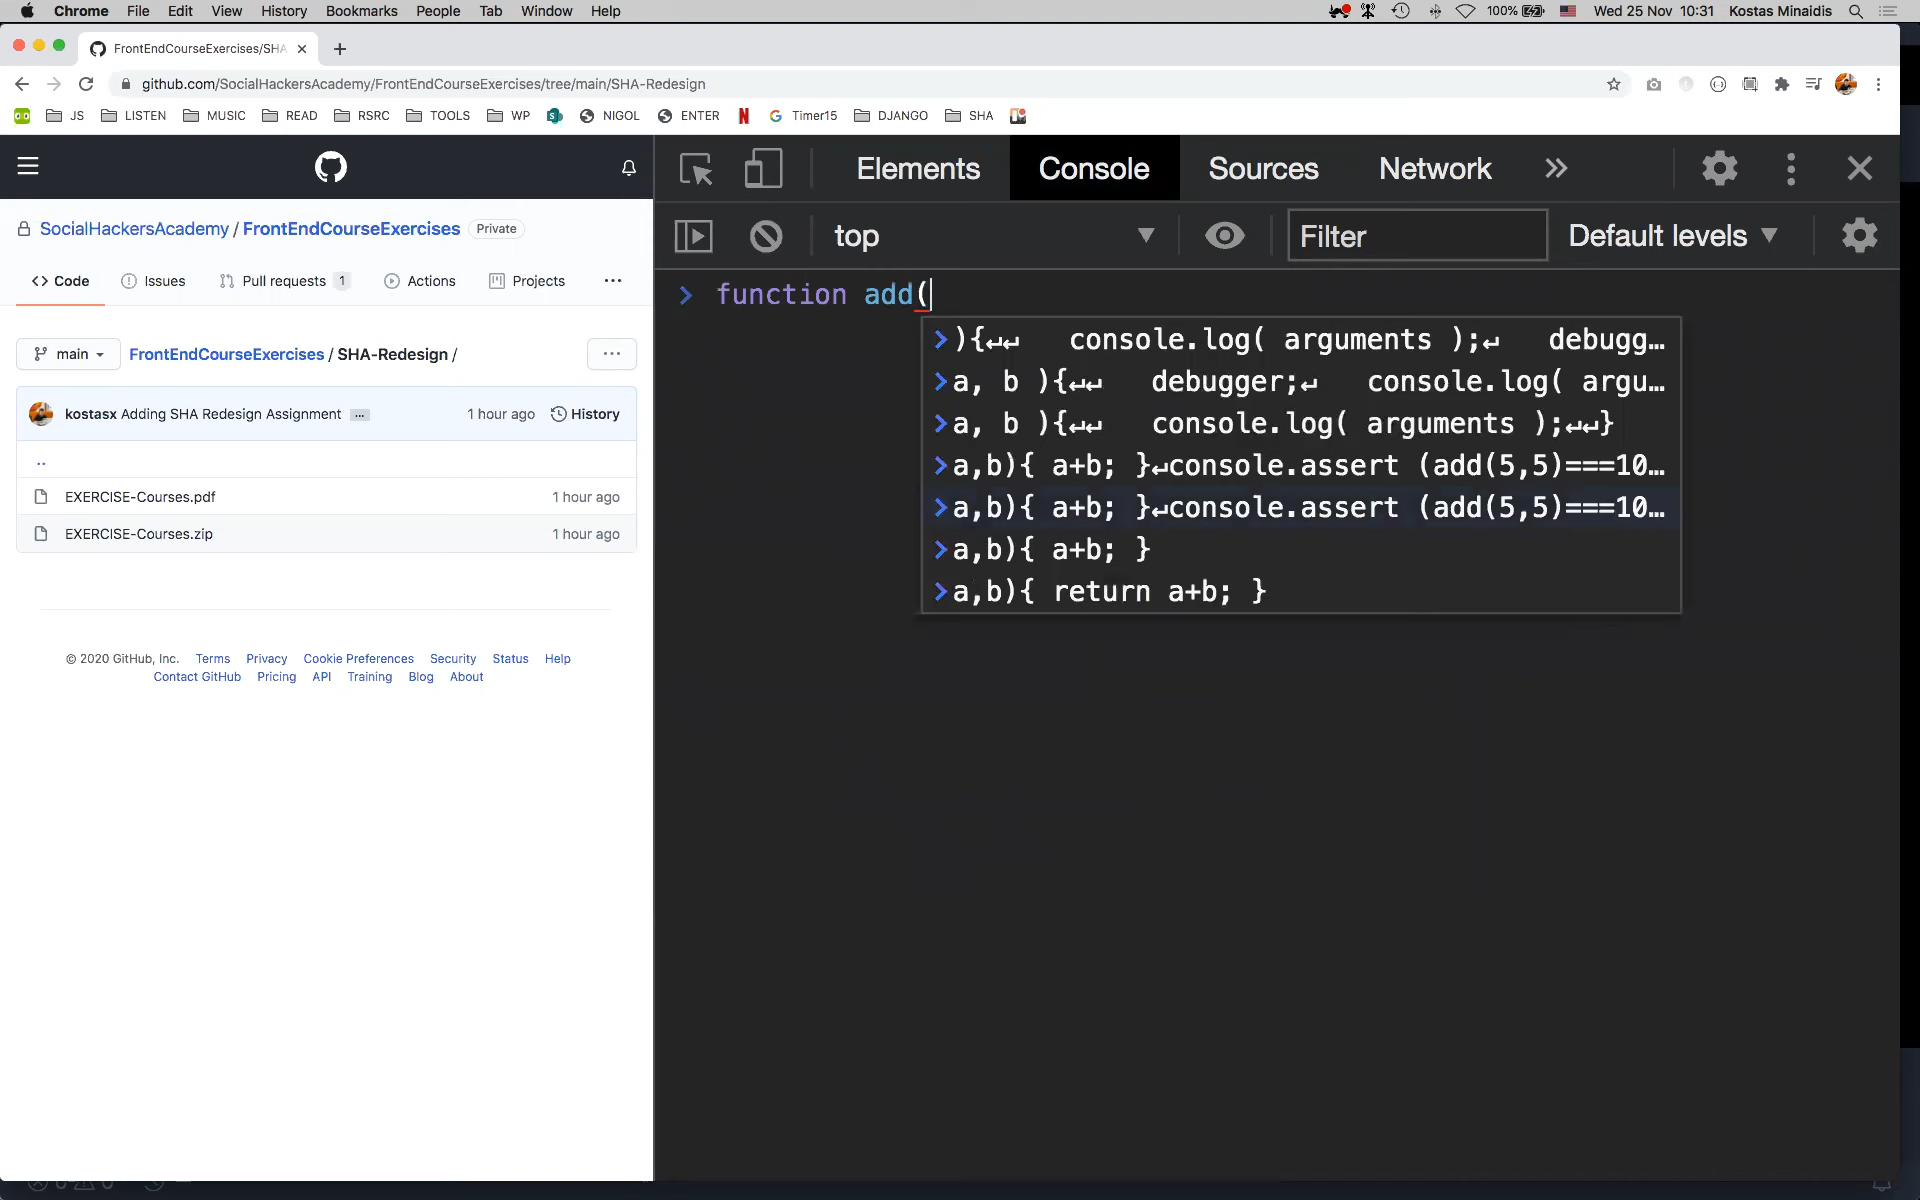 Chrome File Edit View History Bookmarks People Tab Window Help 100% Wed 25 Nov 10:31 Kostas Minaidis
FrontEndCourseExercises/SHA
github.com/SocialHackersAcademy/FrontEndCourseExercises/tree/main/SHA-Redesign
JS LISTEN MUSIC READ RSRC TOOLS WP NIGOL ENTER Timer15 DJANGO SHA
Elements Console Sources Network »
top Filter Default levels
SocialHackersAcademy / FrontEndCourseExercises Private
Code Issues Pull requests 1 Actions Projects ...
main FrontEndCourseExercises / SHA-Redesign / ...
kostasx Adding SHA Redesign Assignment ... 1 hour ago History
..
EXERCISE-Courses.pdf 1 hour ago
EXERCISE-Courses.zip 1 hour ago
© 2020 GitHub, Inc. Terms Privacy Cookie Preferences Security Status Help
Contact GitHub Pricing API Training Blog About
> function add(
>){↵↵ console.log( arguments );↵ debugg…
>a, b ){↵↵ debugger;↵ console.log( argu…
>a, b ){↵↵ console.log( arguments );↵↵}
>a,b){ a+b; }↵console.assert (add(5,5)===10…
>a,b){ a+b; }↵console.assert (add(5,5)===10…
>a,b){ a+b; }
>a,b){ return a+b; }